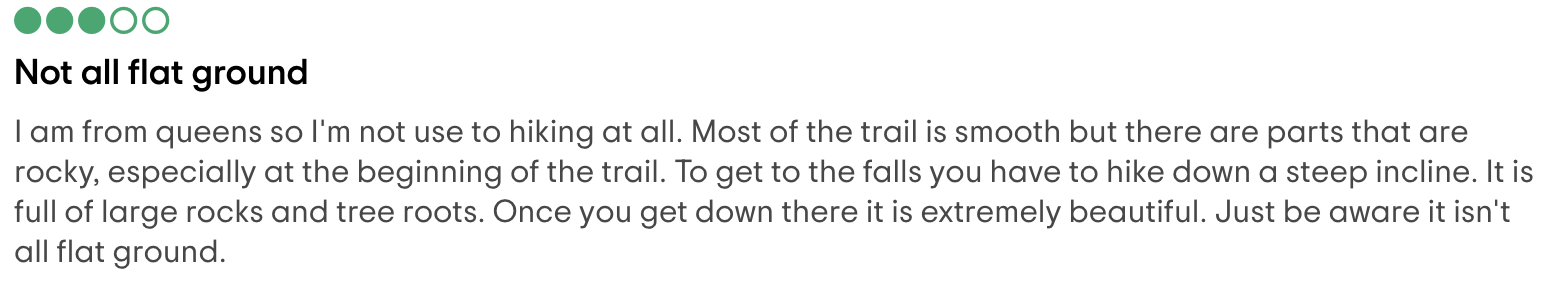 Not all flat ground
I am from queens so I'm not use to hiking at all. Most of the trail is smooth but there are parts that are
rocky, especially at the beginning of the trail. To get to the falls you have to hike down a steep incline. It is
full of large rocks and tree roots. Once you get down there it is extremely beautiful. Just be aware it isn't
all flat ground.